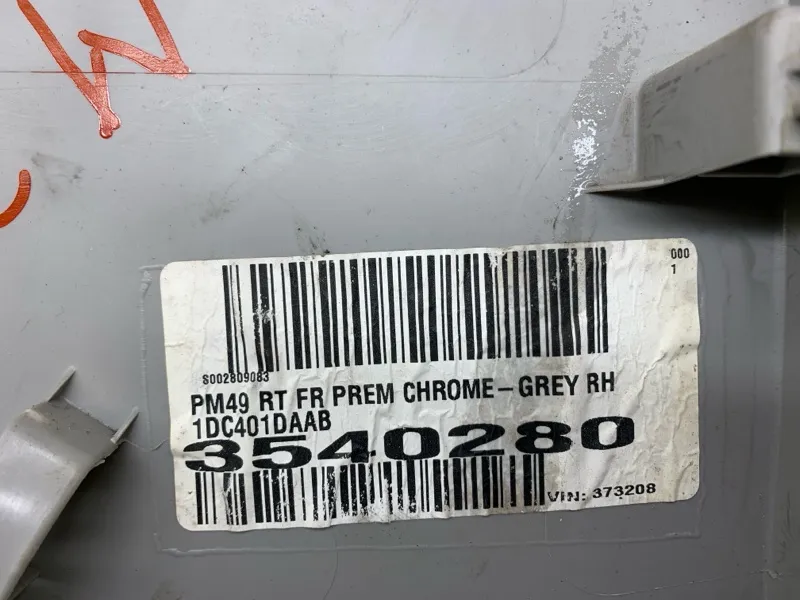 000
1
S002809083
PM49 RT FR PREM CHROME-GREY RH
1DC401DAAB
3540280
VIN: 373208